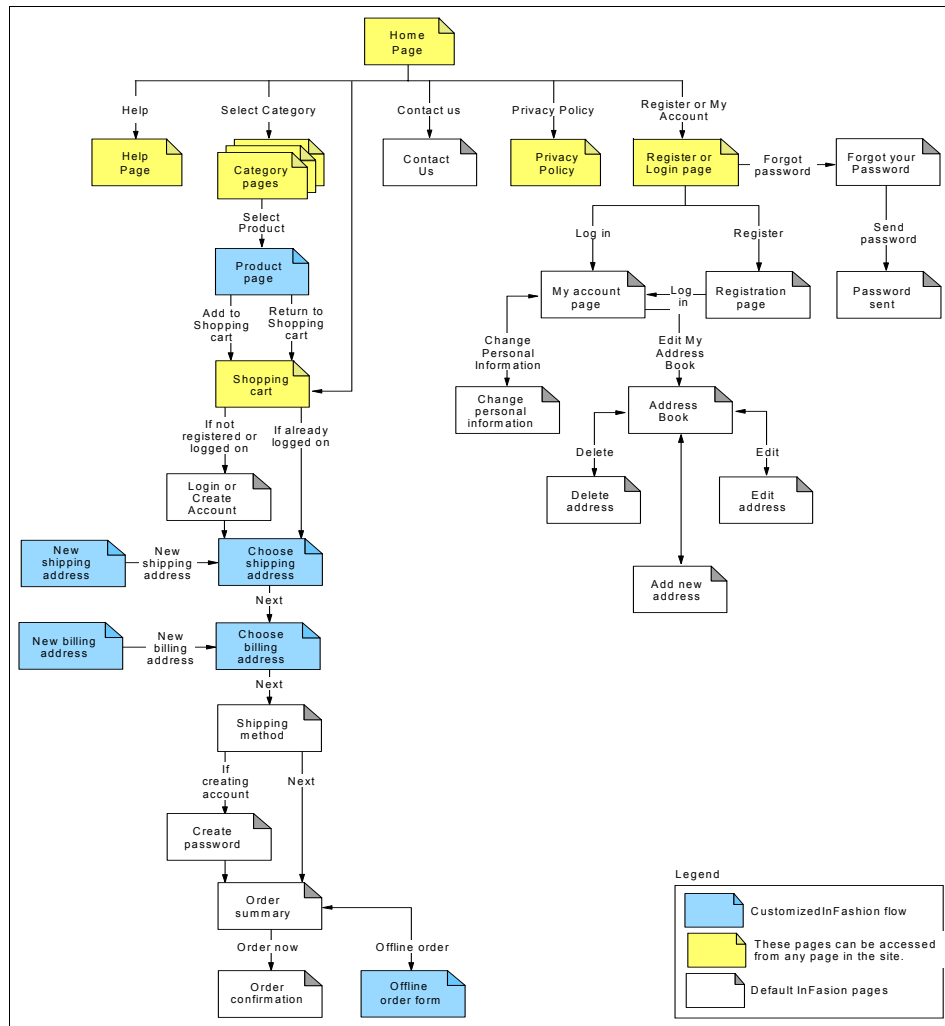 Home
Page
Help
Select Category
Contact us
Privacy Policy
Register or My
Account
Help
Page
Category
pages
Contact
Us
Privacy
Policy
Register or
Login page
Forgot
password
Forgot your
Password
Select
Product
Log in
Register
Send
password
Product
page
My account
page
Log
in
Registration
page
Password
sent
Add to
Shopping
cart
Return to
Shopping
cart
Change
Personal
Information
Edit My
Address
Book
Shopping
cart
Change
personal
information
Address
Book
If not
registered or
logged on
If already
logged on
Delete
Edit
Login or
Create
Account
Delete
address
Edit
address
New
shipping
address
New
shipping
address
Choose
shipping
address
Add new
address
Next
New billing
address
New
billing
address
Choose
billing
address
Next
Shipping
method
If
creating
account
Next
Create
password
Order
summary
Order now
Offline order
Order
confirmation
Offline
order form
Legend
CustomizedInFashion flow
These pages can be accessed
from any page in the site.
Default InFasion pages